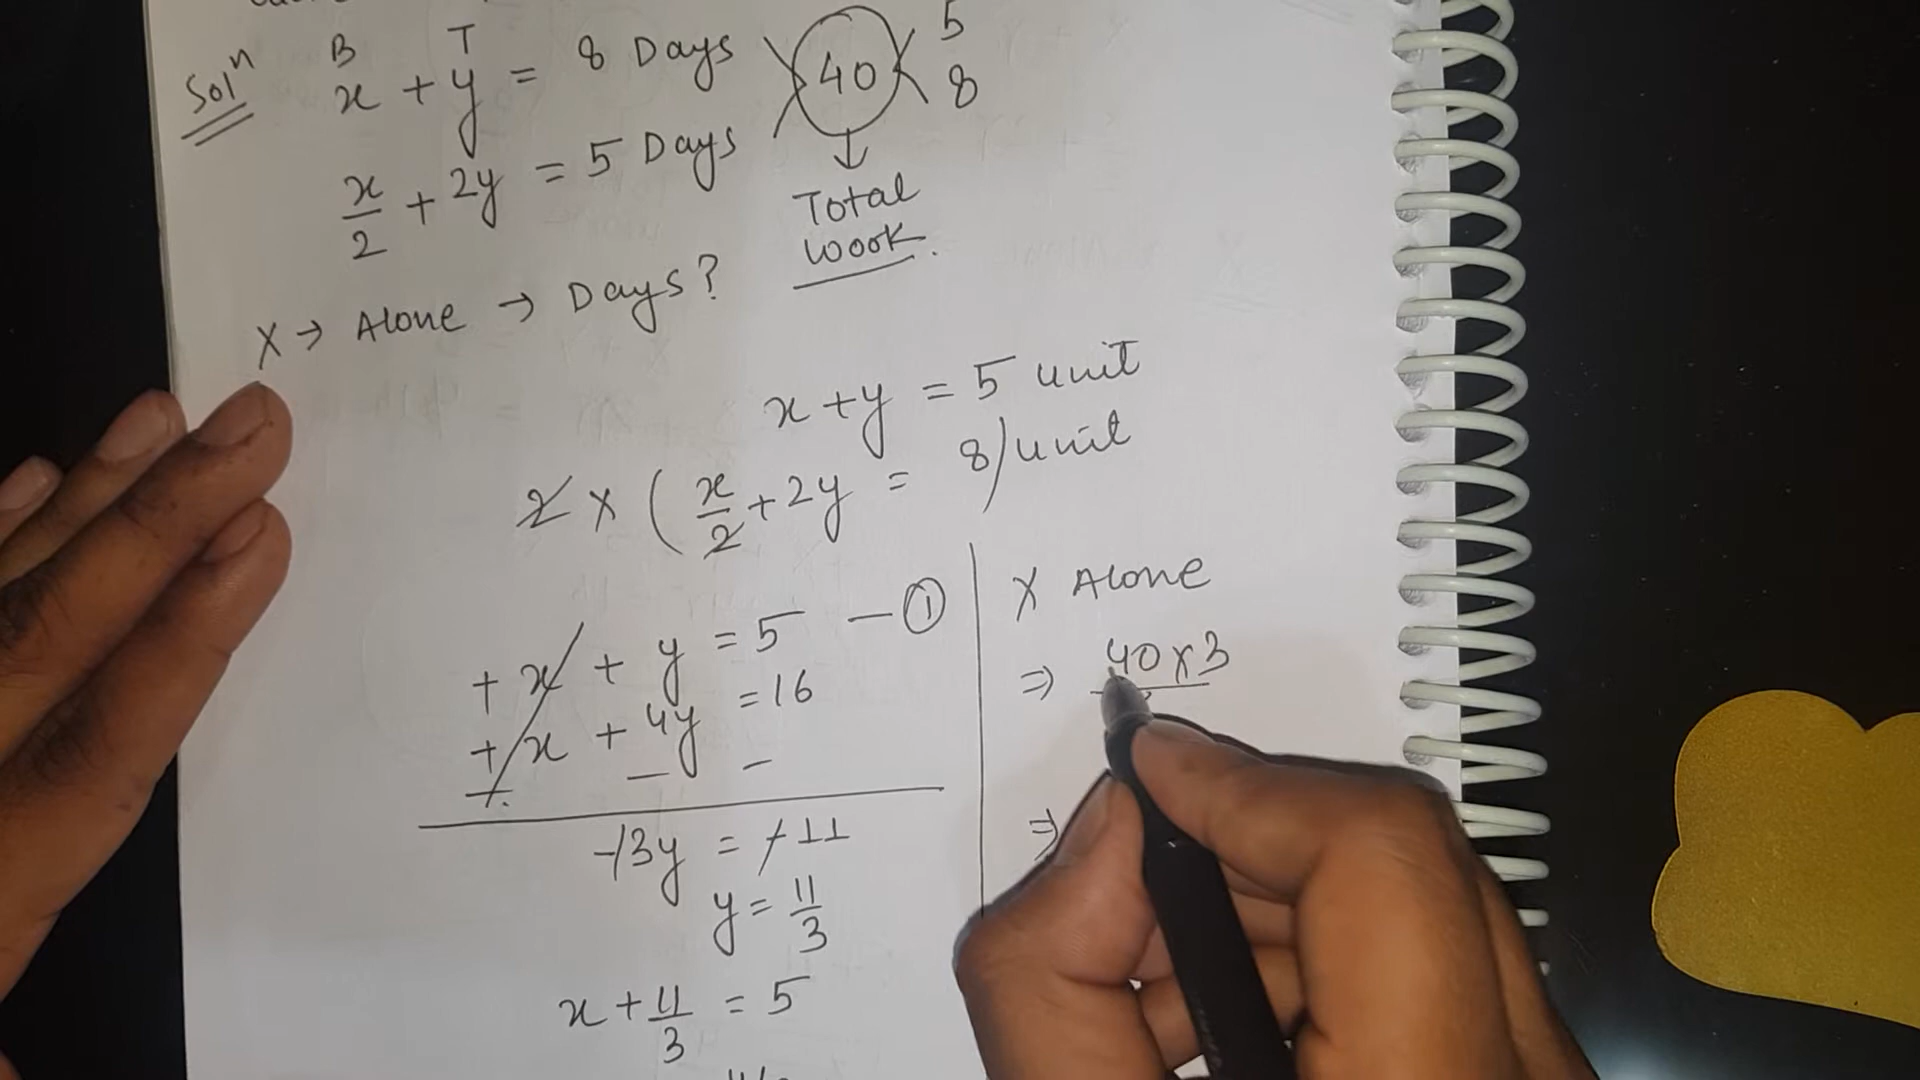 B T
Solⁿ x + y = 8 Days 40 5
x/2 + 2y = 5 Days 8
↓
Total
Work.
X → Alone → Days?
x + y = 5 unit
2 X ( x/2 + 2y = 8/unit
+ x + y = 5 — ①
+ x + 4y = 16
− −
-3y = -11
y = 11/3
x + 11/3 = 5
X Alone
⇒ 40 X 3
⇒